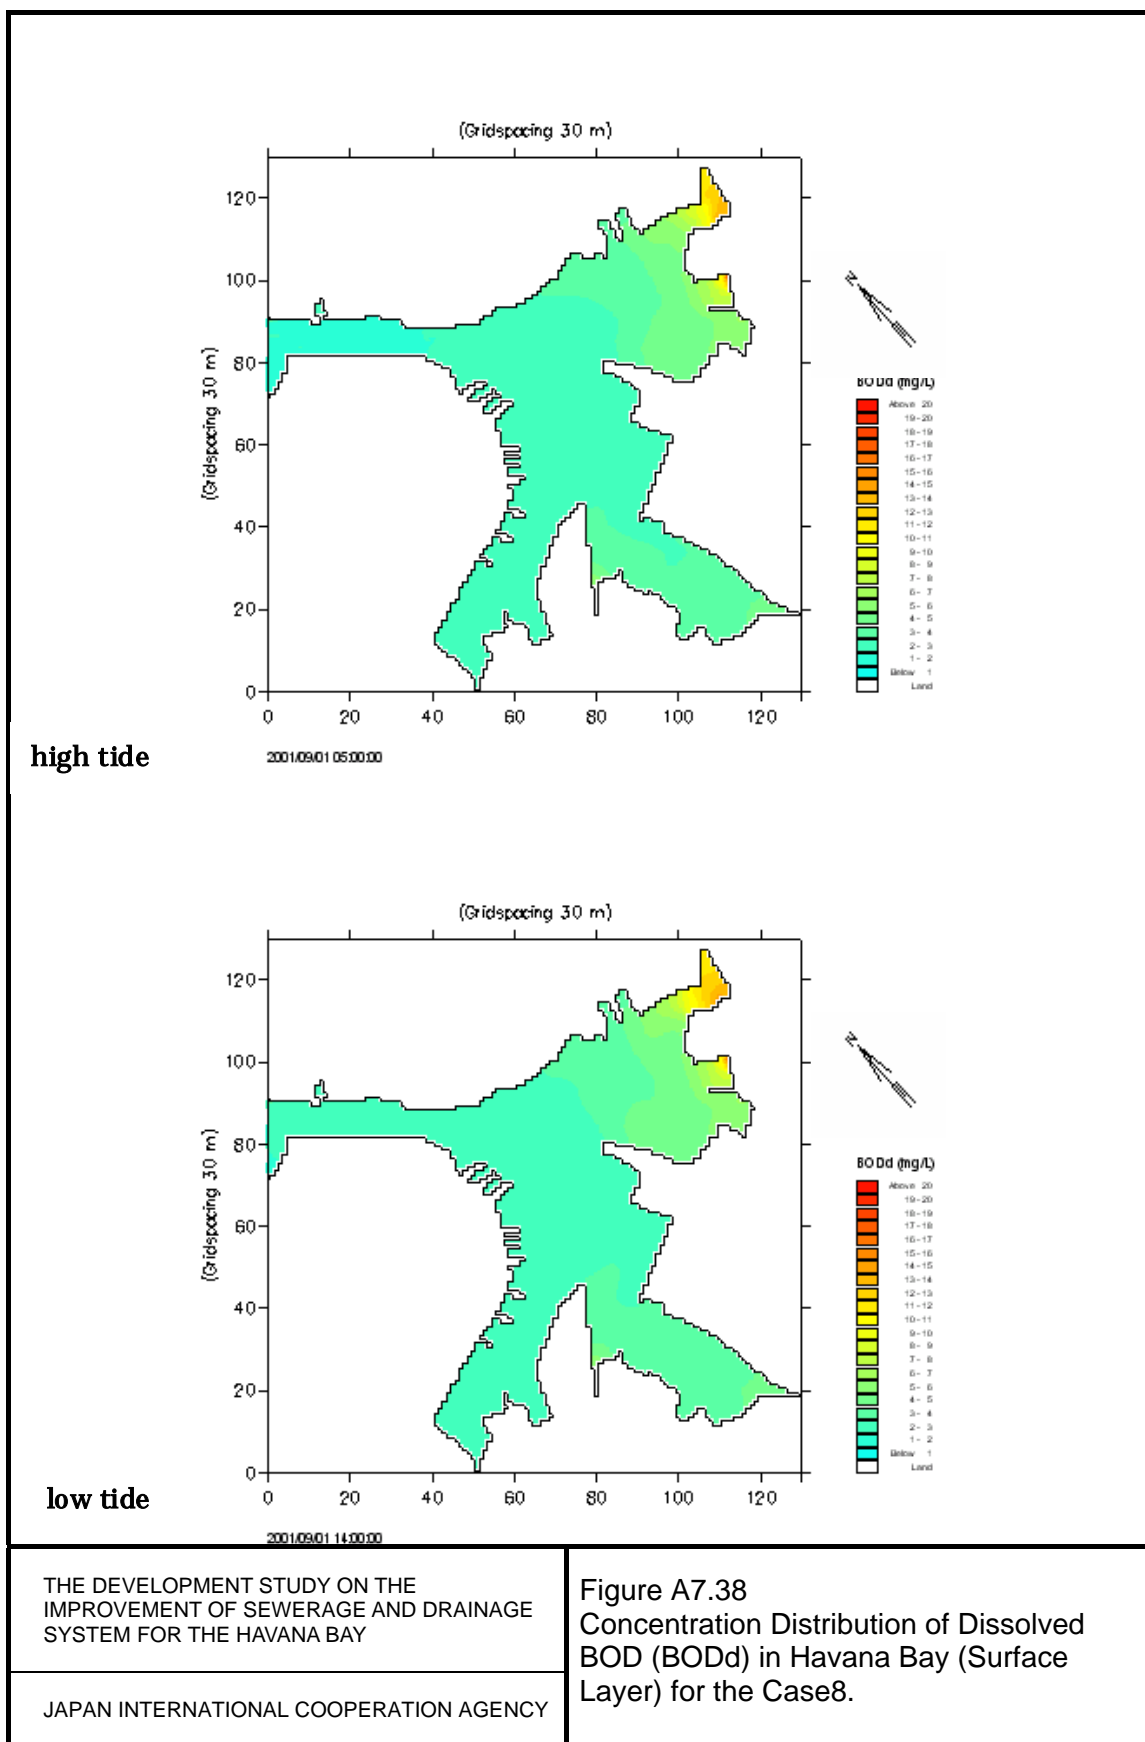 (Gridspacing 30 m)
(Gridspacing 30 m)
120
100
80
60
40
20
0
0 20 40 60 80 100 120
2001/09/01 05:00:00
high tide
N
BODd (mg/L)
Above 20
19-20
18-19
17-18
16-17
15-16
14-15
13-14
12-13
11-12
10-11
9-10
8-9
7-8
6-7
5-6
4-5
3-4
2-3
1-2
Below 1
Land
(Gridspacing 30 m)
(Gridspacing 30 m)
120
100
80
60
40
20
0
0 20 40 60 80 100 120
2001/09/01 14:00:00
low tide
N
BODd (mg/L)
Above 20
19-20
18-19
17-18
16-17
15-16
14-15
13-14
12-13
11-12
10-11
9-10
8-9
7-8
6-7
5-6
4-5
3-4
2-3
1-2
Below 1
Land
THE DEVELOPMENT STUDY ON THE
IMPROVEMENT OF SEWERAGE AND DRAINAGE
SYSTEM FOR THE HAVANA BAY
JAPAN INTERNATIONAL COOPERATION AGENCY
Figure A7.38
Concentration Distribution of Dissolved
BOD (BODd) in Havana Bay (Surface
Layer) for the Case8.